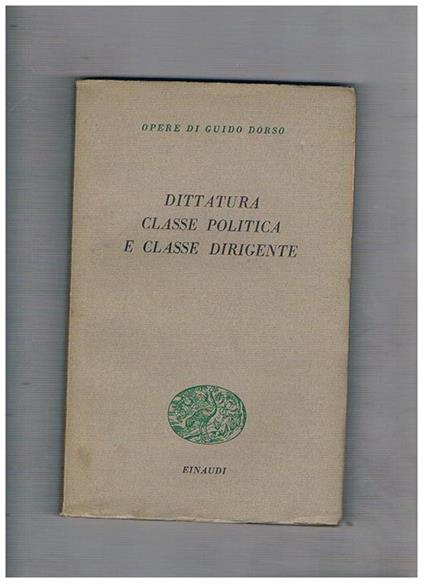 OPERE DI GUIDO DORSO
DITTATURA
CLASSE POLITICA
E CLASSE DIRIGENTE
EINAUDI